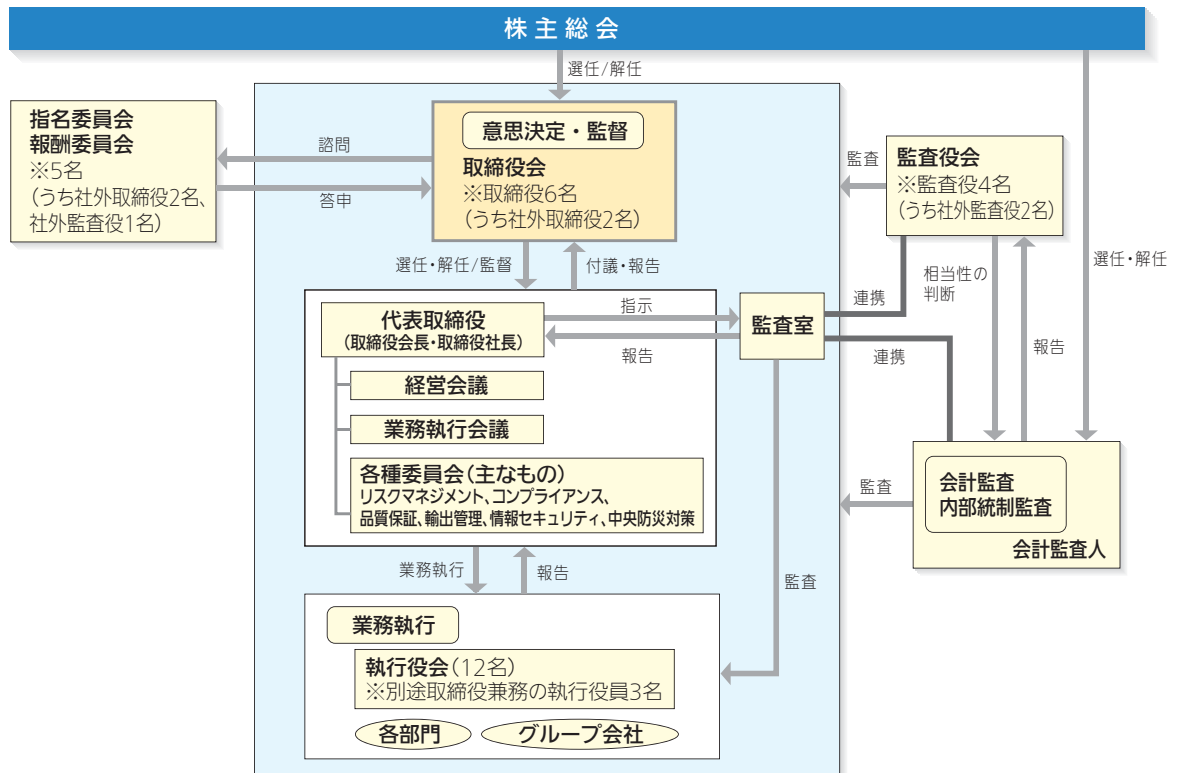 株主総会
選任/解任
指名委員会
報酬委員会
※5名
(うち社外取締役2名、
社外監査役1名)
諮問
答申
意思決定・監督
取締役会
※取締役6名
(うち社外取締役2名)
監査
監査役会
※監査役4名
(うち社外監査役2名)
選任・解任/監督
付議・報告
相当性の
判断
選任・解任
代表取締役
(取締役会長・取締役社長)
指示
報告
監査室
連携
連携
報告
経営会議
業務執行会議
各種委員会(主なもの)
リスクマネジメント、コンプライアンス、
品質保証、輸出管理、情報セキュリティ、中央防災対策
監査
会計監査
内部統制監査
会計監査人
業務執行
報告
監査
業務執行
執行役会(12名)
※別途取締役兼務の執行役員3名
各部門
グループ会社